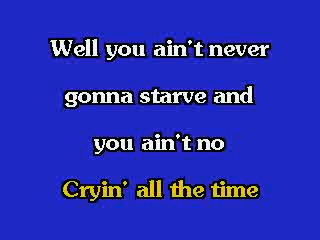 Well you ain't never
gonna starve and
you ain't no
Cryin' all the time